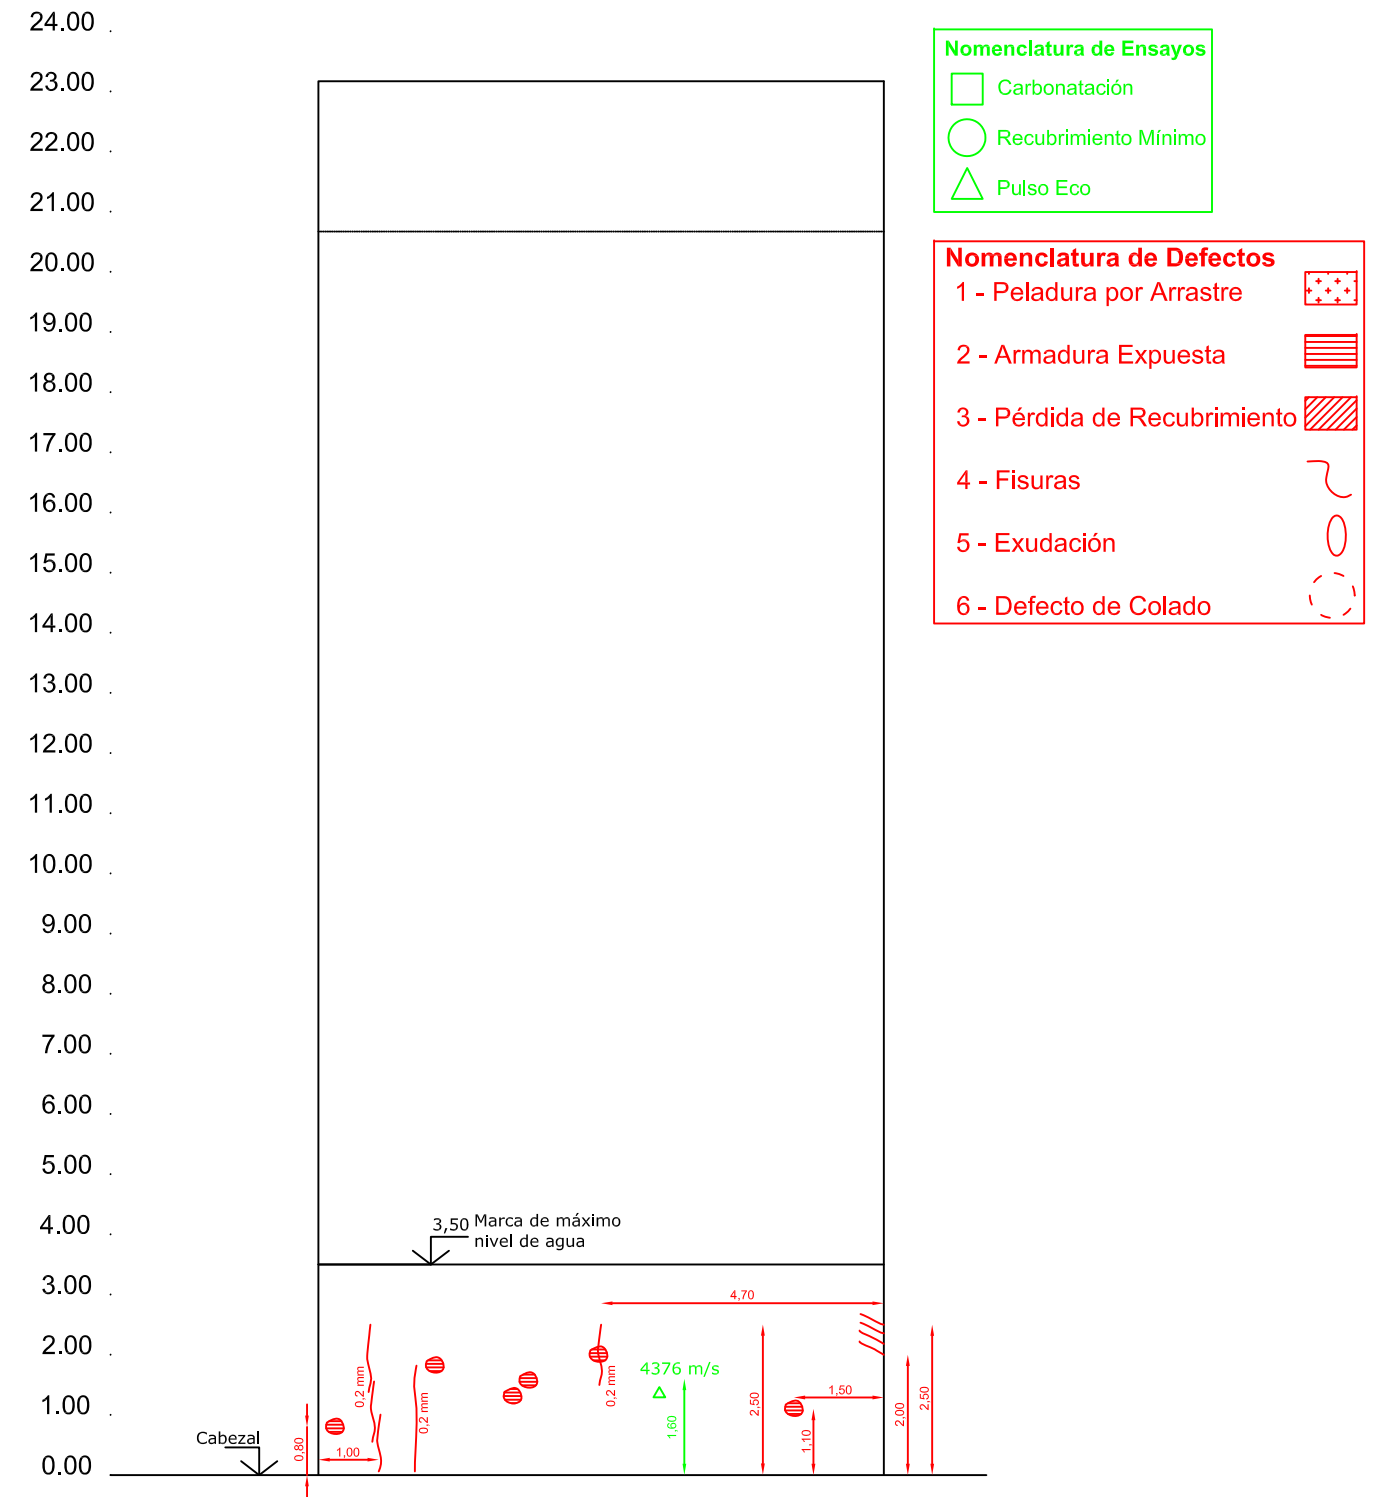 24.00
23.00
22.00
21.00
20.00
19.00
18.00
17.00
16.00
15.00
14.00
13.00
12.00
11.00
10.00
9.00
8.00
7.00
6.00
5.00
4.00
3.00
2.00
1.00
0.00
Nomenclatura de Ensayos
Carbonatación
Recubrimiento Mínimo
Pulso Eco
Nomenclatura de Defectos
1 - Peladura por Arrastre
2 - Armadura Expuesta
3 - Pérdida de Recubrimiento
4 - Fisuras
5 - Exudación
6 - Defecto de Colado
3,50 Marca de máximo
nivel de agua
4,70
4376 m/s
0,2 mm
0,2 mm
0,2 mm
1,60
2,50
1,50
1,10
2,00
2,50
Cabezal
0,80
1,00